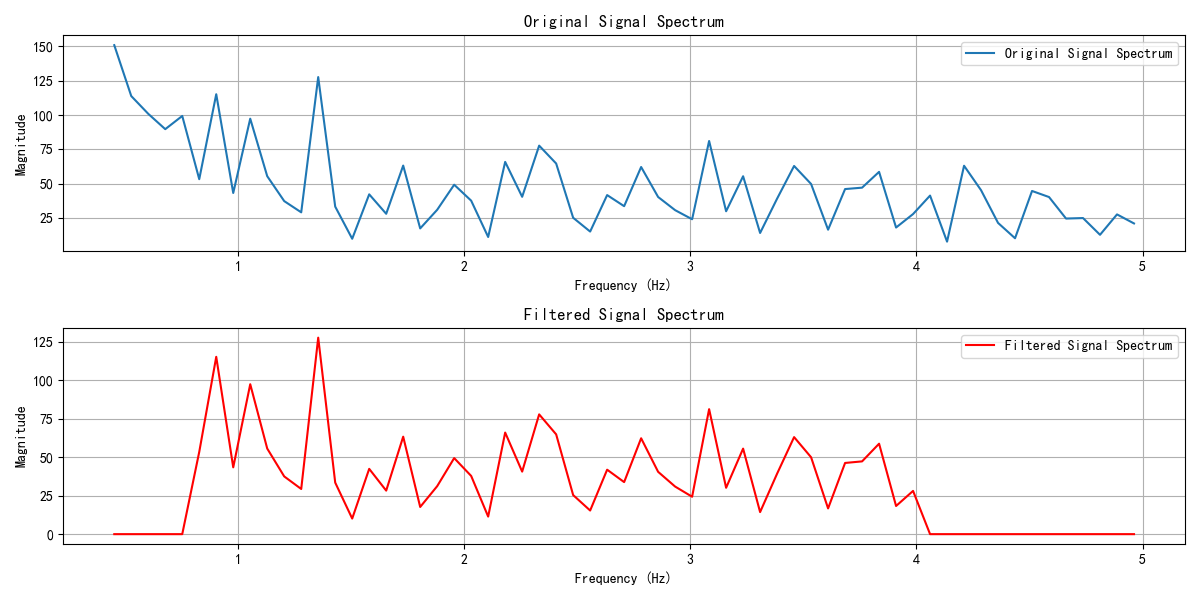 Original Signal Spectrum
150
125
100
75
50
25
Magnitude
Original Signal Spectrum
1 2 3 4 5
Frequency (Hz)
Filtered Signal Spectrum
125
100
75
50
25
0
Magnitude
Filtered Signal Spectrum
1 2 3 4 5
Frequency (Hz)